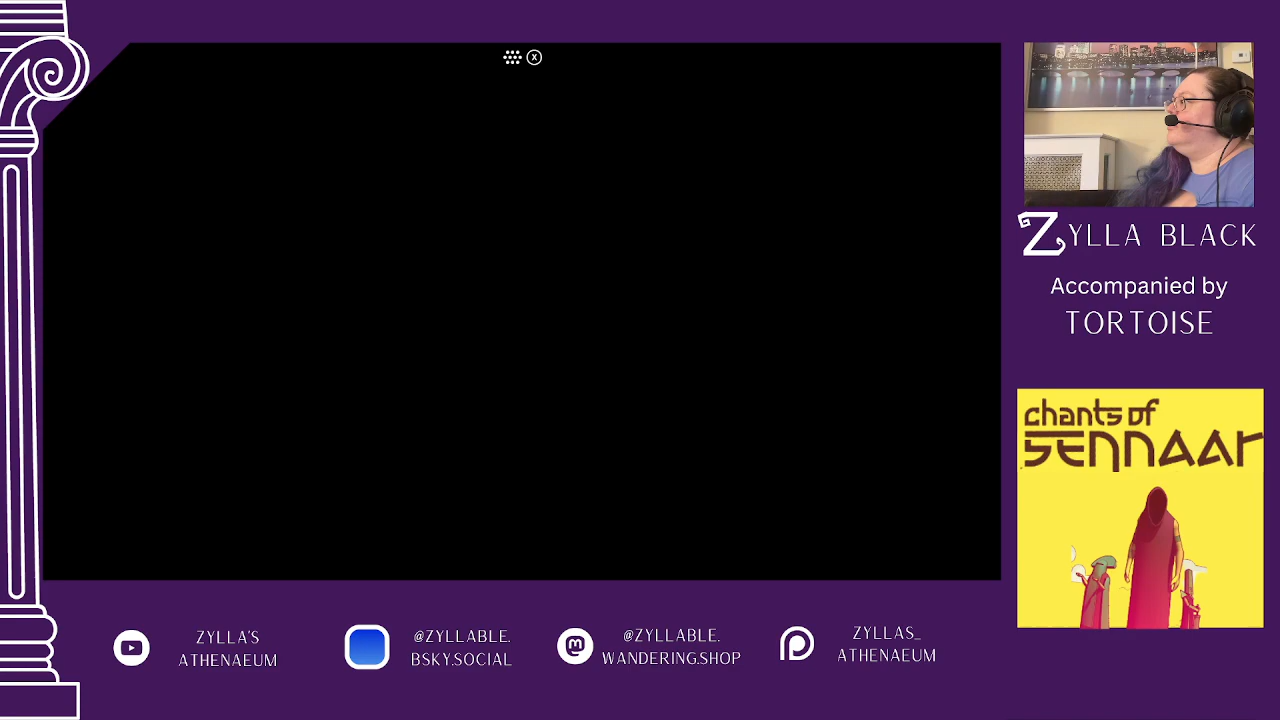 X
ZYLLA BLACK
Accompanied by
TORTOISE
chants of
SENNAAR
ZYLLA'S
ATHENAEUM
@ZYLLABLE.
BSKY.SOCIAL
@ZYLLABLE.
WANDERING.SHOP
ZYLLAS_
ATHENAEUM